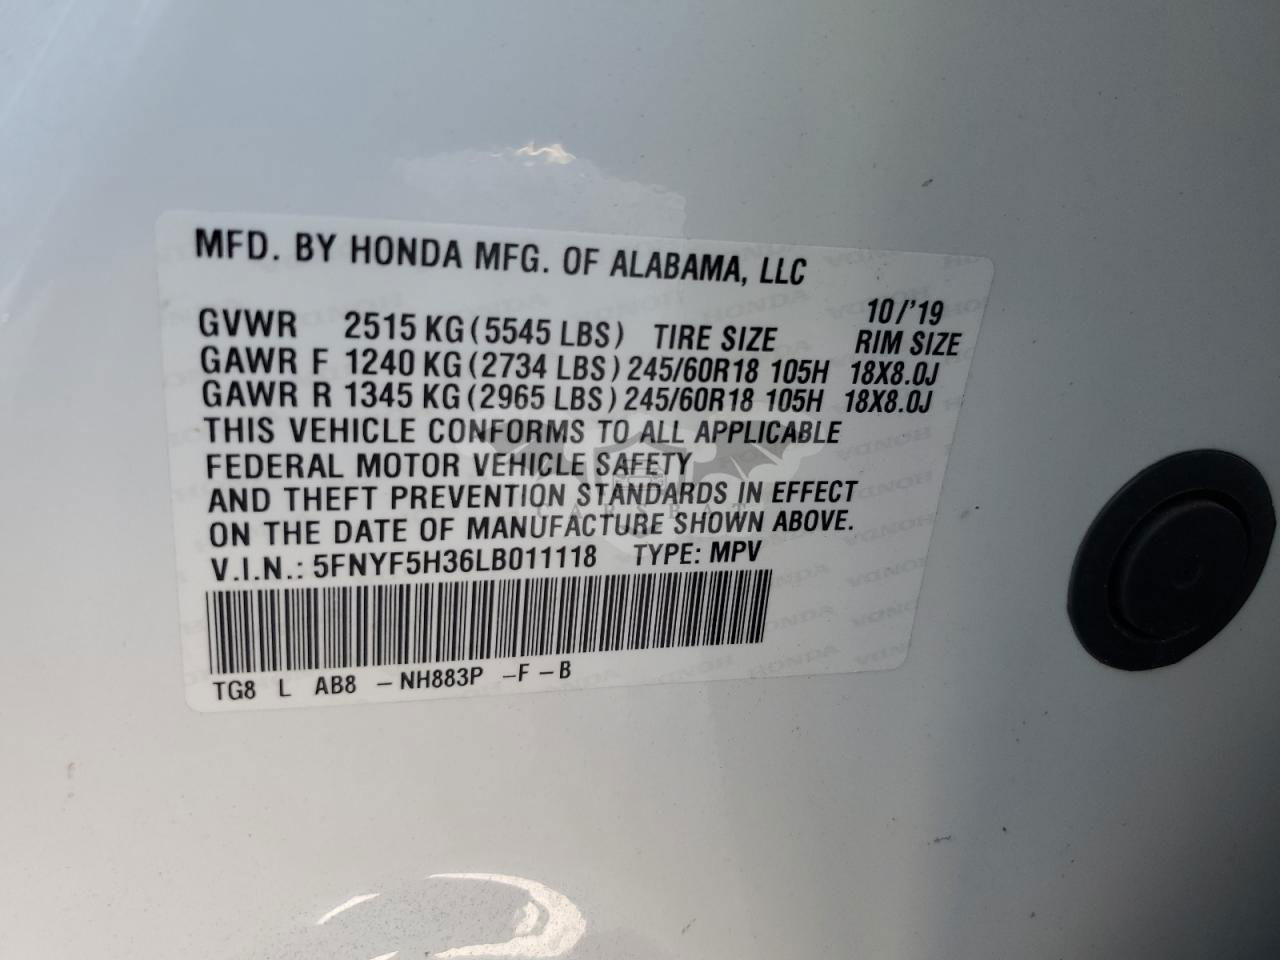 MFD. BY HONDA MFG. OF ALABAMA, LLC
10/'19
GVWR 2515 KG (5545 LBS) TIRE SIZE RIM SIZE
GAWR F 1240 KG (2734 LBS) 245/60R18 105H 18X8.0J
GAWR R 1345 KG (2965 LBS) 245/60R18 105H 18X8.0J
THIS VEHICLE CONFORMS TO ALL APPLICABLE
FEDERAL MOTOR VEHICLE SAFETY
AND THEFT PREVENTION STANDARDS IN EFFECT
ON THE DATE OF MANUFACTURE SHOWN ABOVE.
V.I.N.: 5FNYF5H36LB011118 TYPE: MPV
TG8 L AB8 -NH883P -F-B
CARSBAT